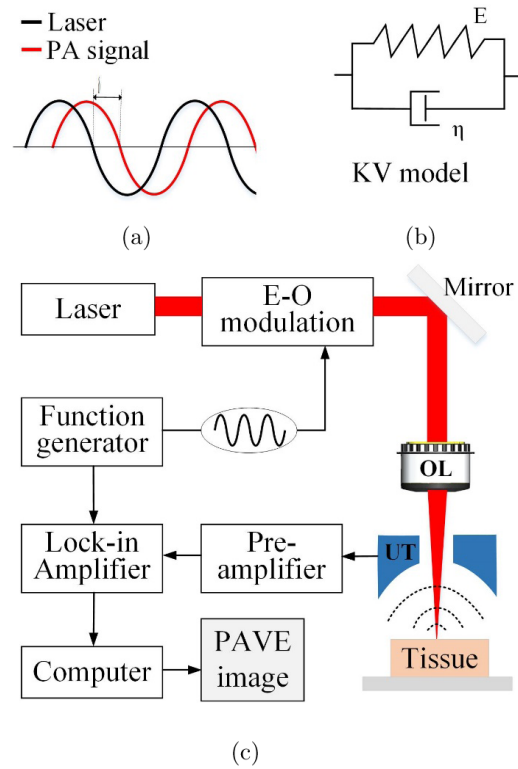 Laser
PA signal
(a)
E
η
KV model
(b)
Laser
E-O
modulation
Mirror
Function
generator
OL
Lock-in
Amplifier
Pre-
amplifier
UT
Computer
PAVE
image
Tissue
(c)